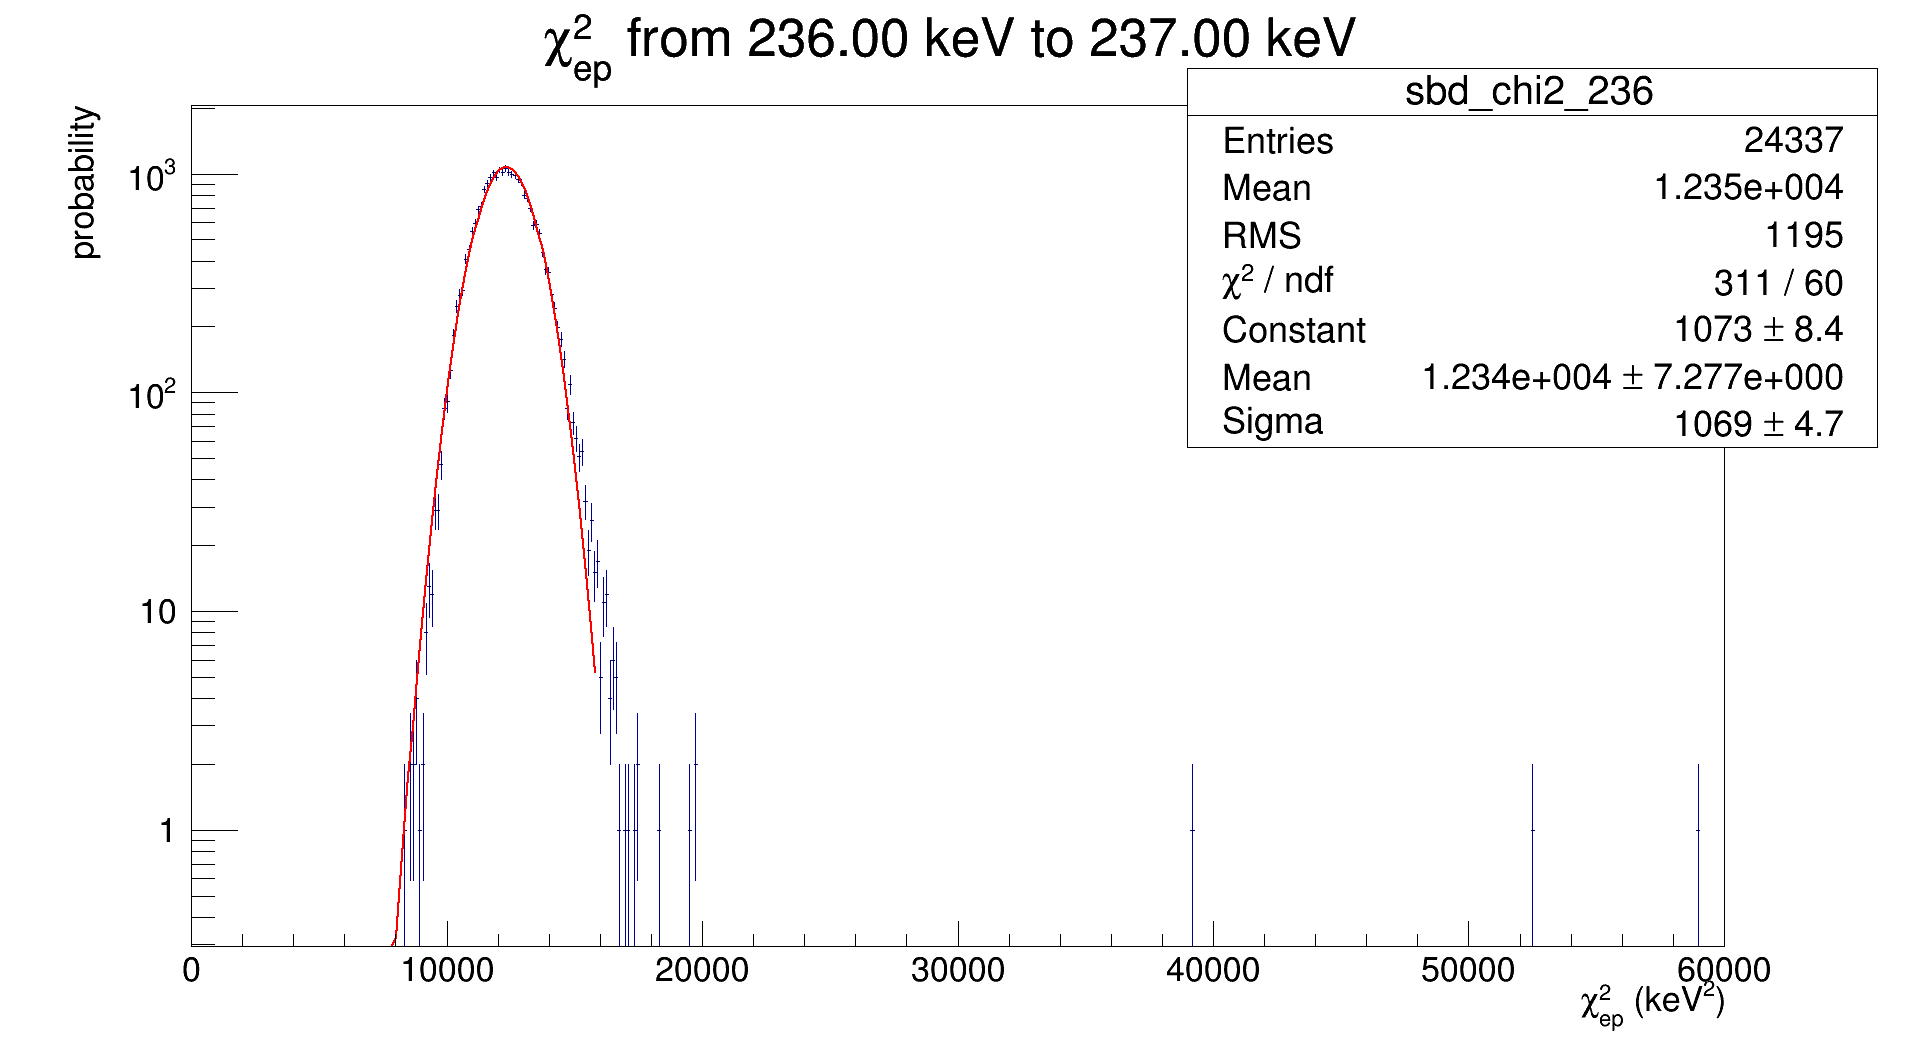 χ²ep from 236.00 keV to 237.00 keV
sbd_chi2_236
Entries 24337
Mean 1.235e+004
RMS 1195
χ² / ndf 311 / 60
Constant 1073 ± 8.4
Mean 1.234e+004 ± 7.277e+000
Sigma 1069 ± 4.7
probability
10³
10²
10
1
0 10000 20000 30000 40000 50000 60000
χ²ep (keV²)